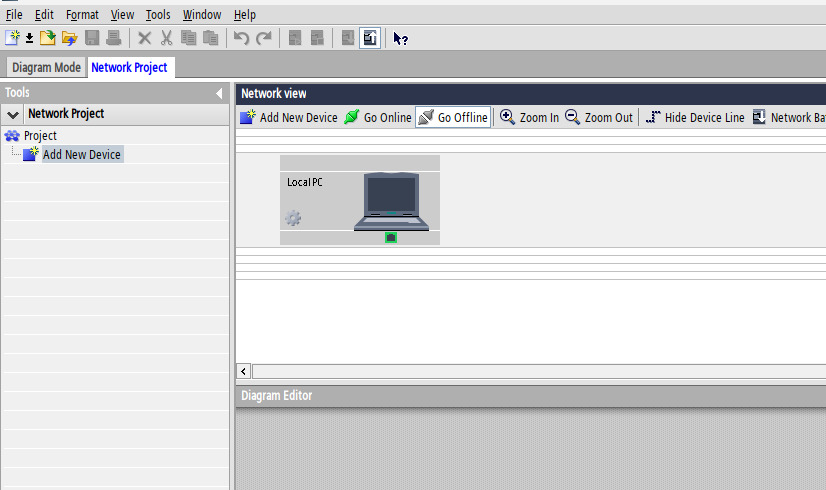 File Edit Format View Tools Window Help
Diagram Mode Network Project
Tools
Network Project
Project
Add New Device
Network view
Add New Device Go Online Go Offline Zoom In Zoom Out Hide Device Line Network Ba
Local PC
Diagram Editor